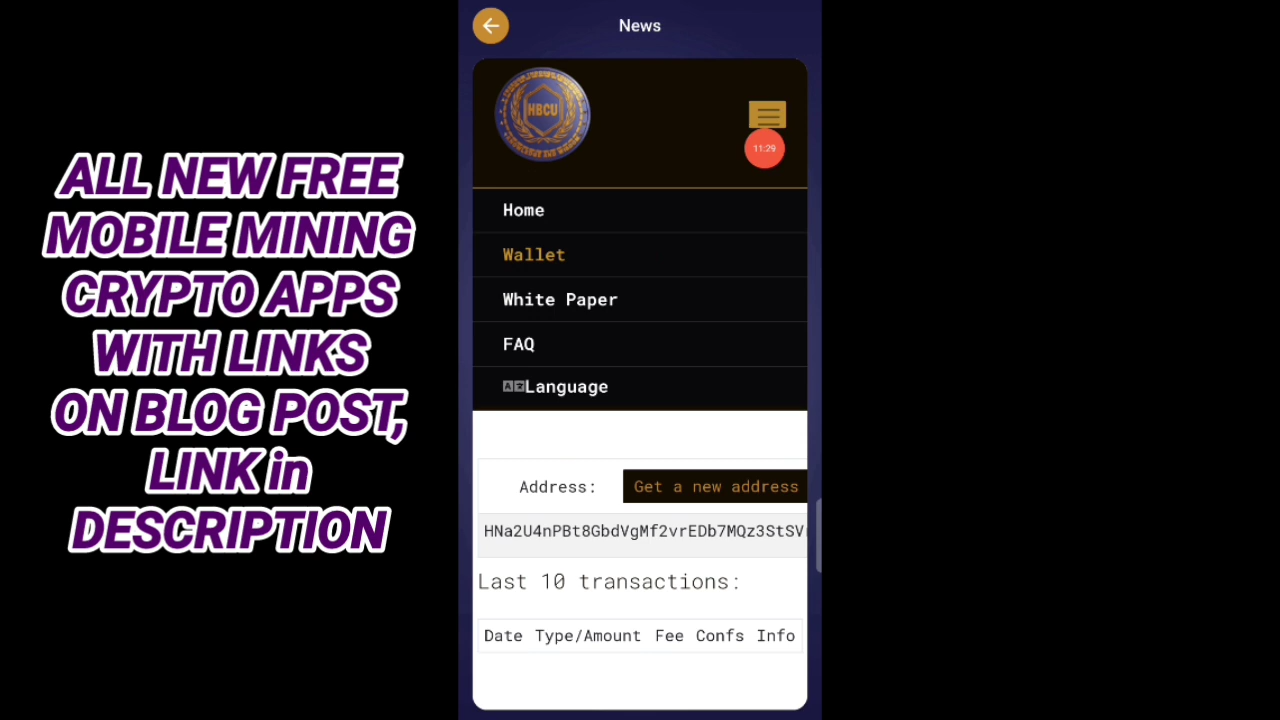 ALL NEW FREE
MOBILE MINING
CRYPTO APPS
WITH LINKS
ON BLOG POST,
LINK in
DESCRIPTION
News
HBCU
11:29
Home
Wallet
White Paper
FAQ
Language
Address: Get a new address
HNa2U4nPBt8GbdVgMf2vrEDb7MQz3StSV
Last 10 transactions:
Date Type/Amount Fee Confs Info